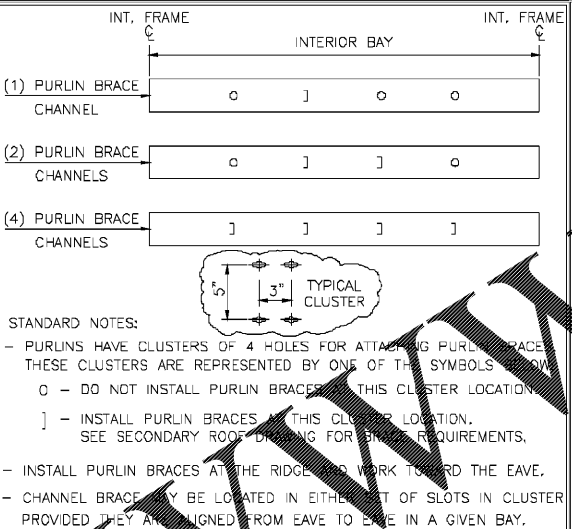 INT. FRAME
INT. FRAME
℄
℄
INTERIOR BAY
(1) PURLIN BRACE
CHANNEL
O ] O O
(2) PURLIN BRACE
CHANNELS
O ] ] O
(4) PURLIN BRACE
CHANNELS
] ] ] ]
5"
3"
TYPICAL
CLUSTER
STANDARD NOTES:
– PURLINS HAVE CLUSTERS OF 4 HOLES FOR ATTACHING PURLIN BRACES.
THESE CLUSTERS ARE REPRESENTED BY ONE OF THE SYMBOLS BELOW
O – DO NOT INSTALL PURLIN BRACES AT THIS CLUSTER LOCATION.
] – INSTALL PURLIN BRACES AT THIS CLUSTER LOCATION.
SEE SECONDARY ROOF DRAWING FOR BRACE REQUIREMENTS.
– INSTALL PURLIN BRACES AT THE RIDGE AND WORK TOWARD THE EAVE.
– CHANNEL BRACE MAY BE LOCATED IN EITHER SET OF SLOTS IN CLUSTER
PROVIDED THEY ARE ALIGNED FROM EAVE TO EAVE IN A GIVEN BAY.
WWW